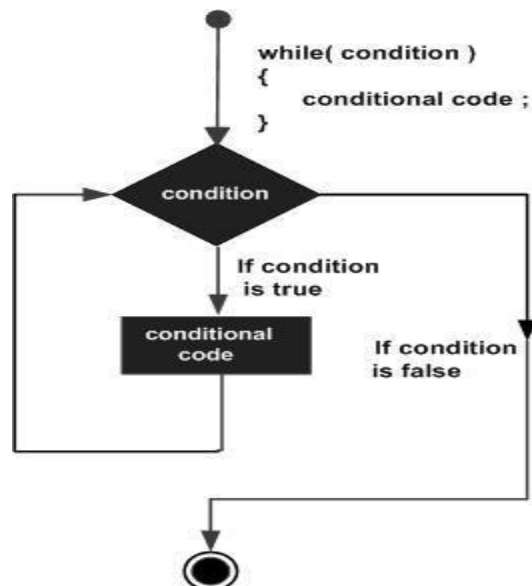 while( condition )
{
conditional code ;
}
condition
If condition
is true
conditional
code
If condition
is false